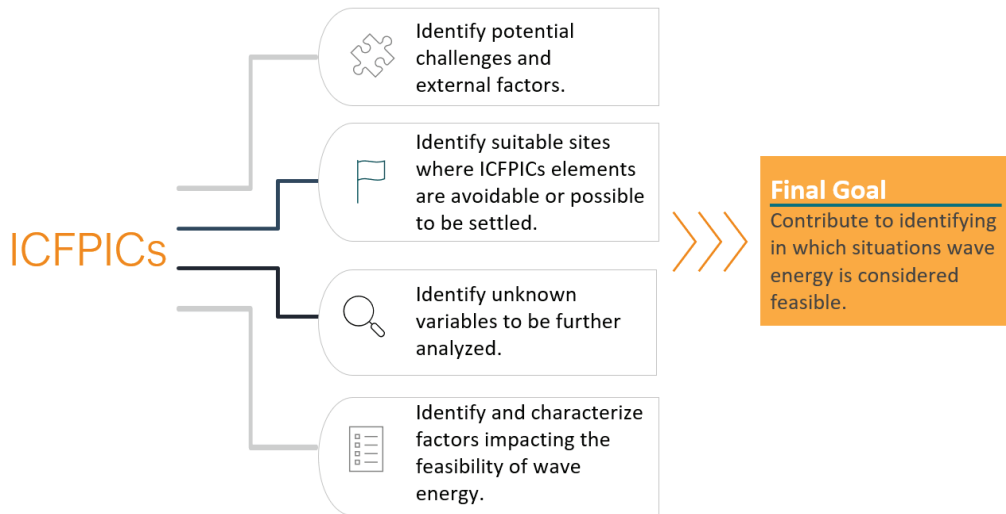 ICFPICs
Identify potential
challenges and
external factors.
Identify suitable sites
where ICFPICs elements
are avoidable or possible
to be settled.
Identify unknown
variables to be further
analyzed.
Identify and characterize
factors impacting the
feasibility of wave
energy.
Final Goal
Contribute to identifying
in which situations wave
energy is considered
feasible.